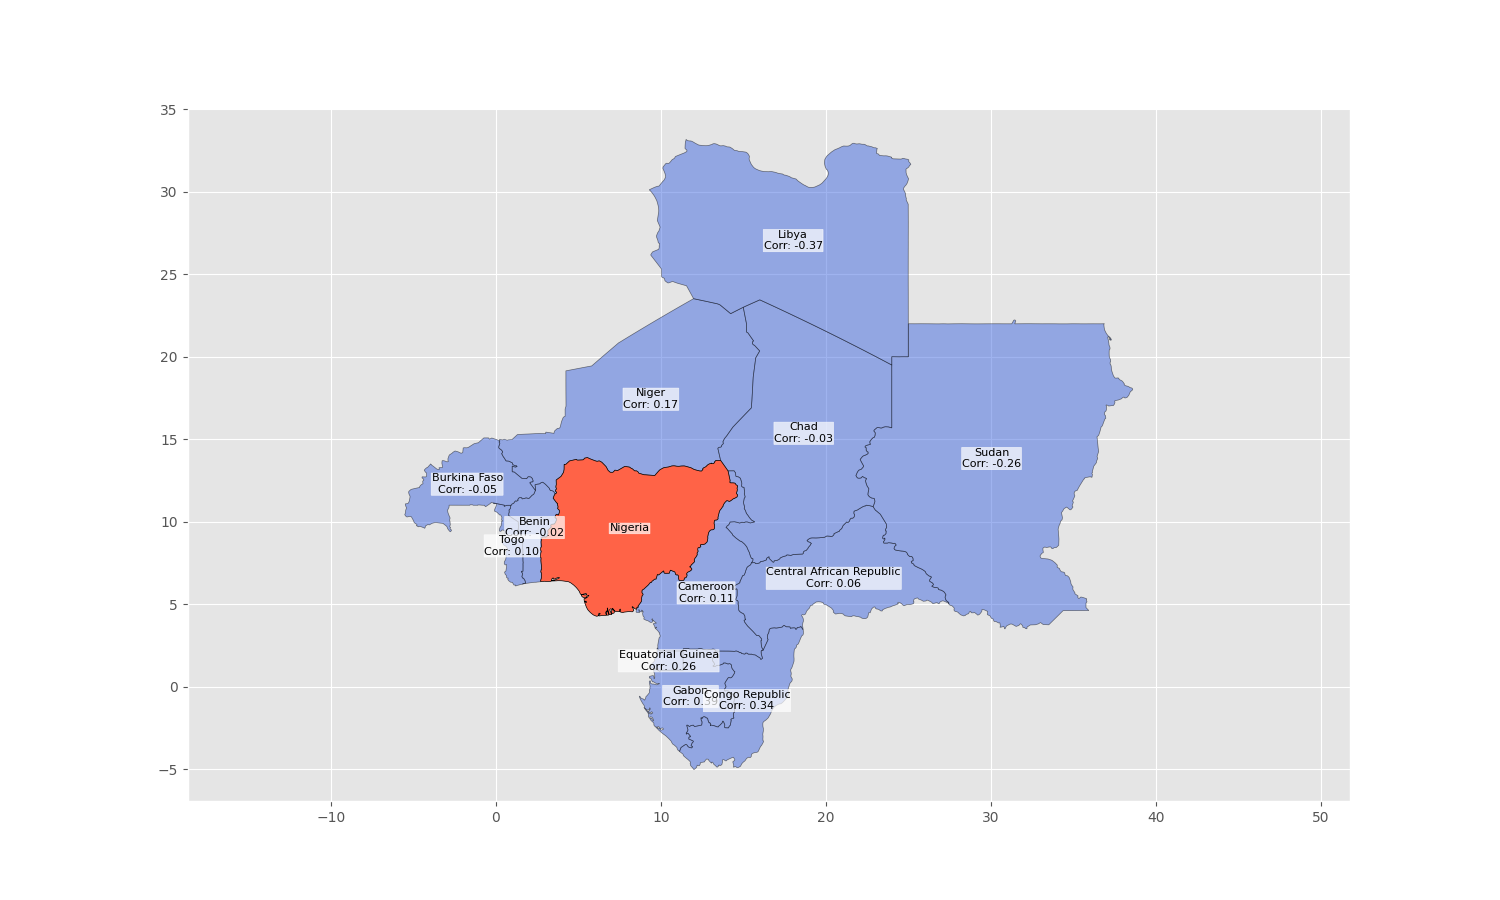 35
30
25
20
15
10
5
0
−5
−10
0
10
20
30
40
50
Libya
Corr: -0.37
Niger
Corr: 0.17
Chad
Corr: -0.03
Sudan
Corr: -0.26
Burkina Faso
Corr: -0.05
Benin
Corr: -0.02
Togo
Corr: 0.10
Nigeria
Cameroon
Corr: 0.11
Central African Republic
Corr: 0.06
Equatorial Guinea
Corr: 0.26
Gabon
Corr: 0.39
Congo Republic
Corr: 0.34